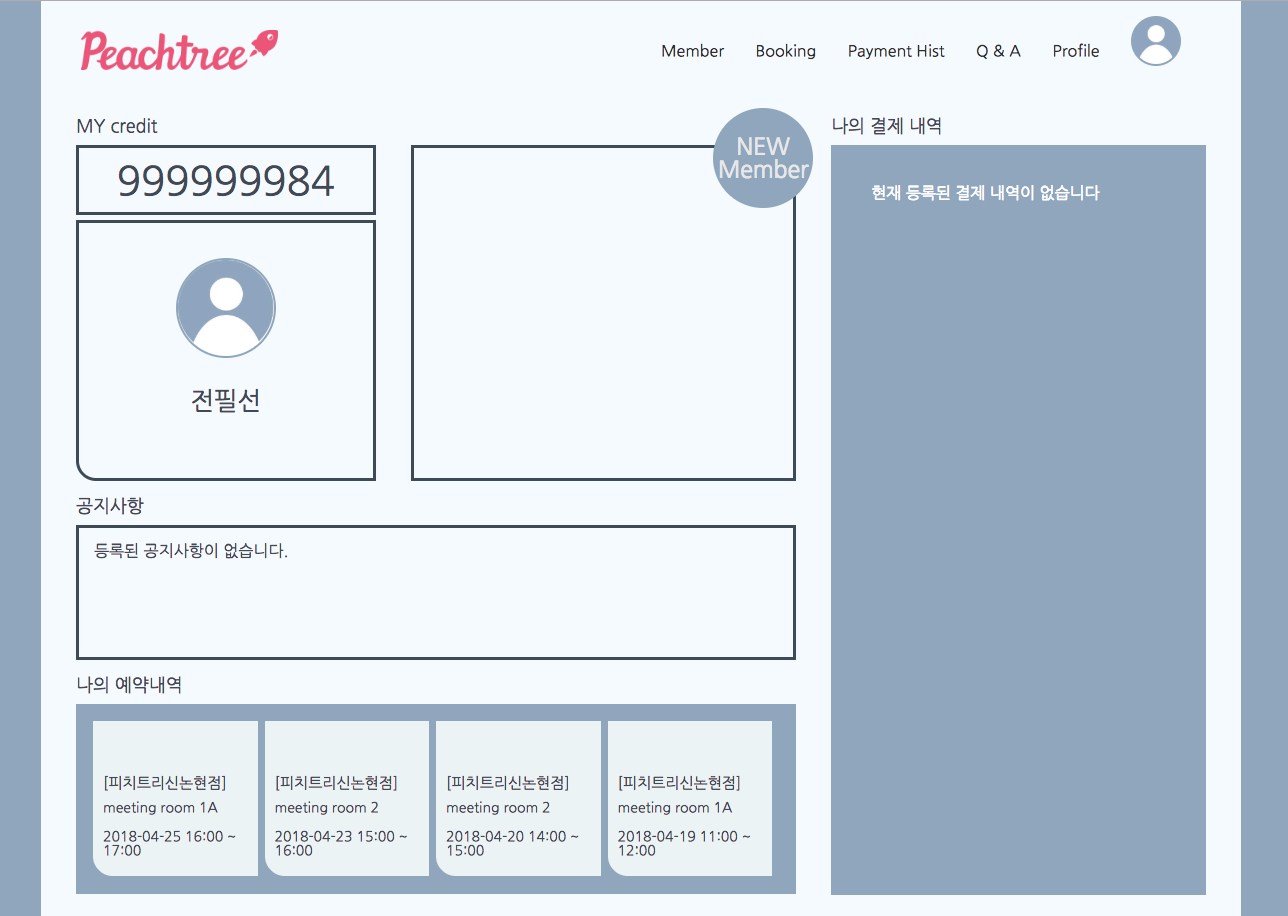 Peachtree
Member
Booking
Payment Hist
Q & A
Profile
MY credit
999999984
전필선
NEW
Member
나의 결제 내역
현재 등록된 결제 내역이 없습니다
공지사항
등록된 공지사항이 없습니다.
나의 예약내역
[피치트리신논현점]
meeting room 1A
2018-04-25 16:00 ~
17:00
[피치트리신논현점]
meeting room 2
2018-04-23 15:00 ~
16:00
[피치트리신논현점]
meeting room 2
2018-04-20 14:00 ~
15:00
[피치트리신논현점]
meeting room 1A
2018-04-19 11:00 ~
12:00